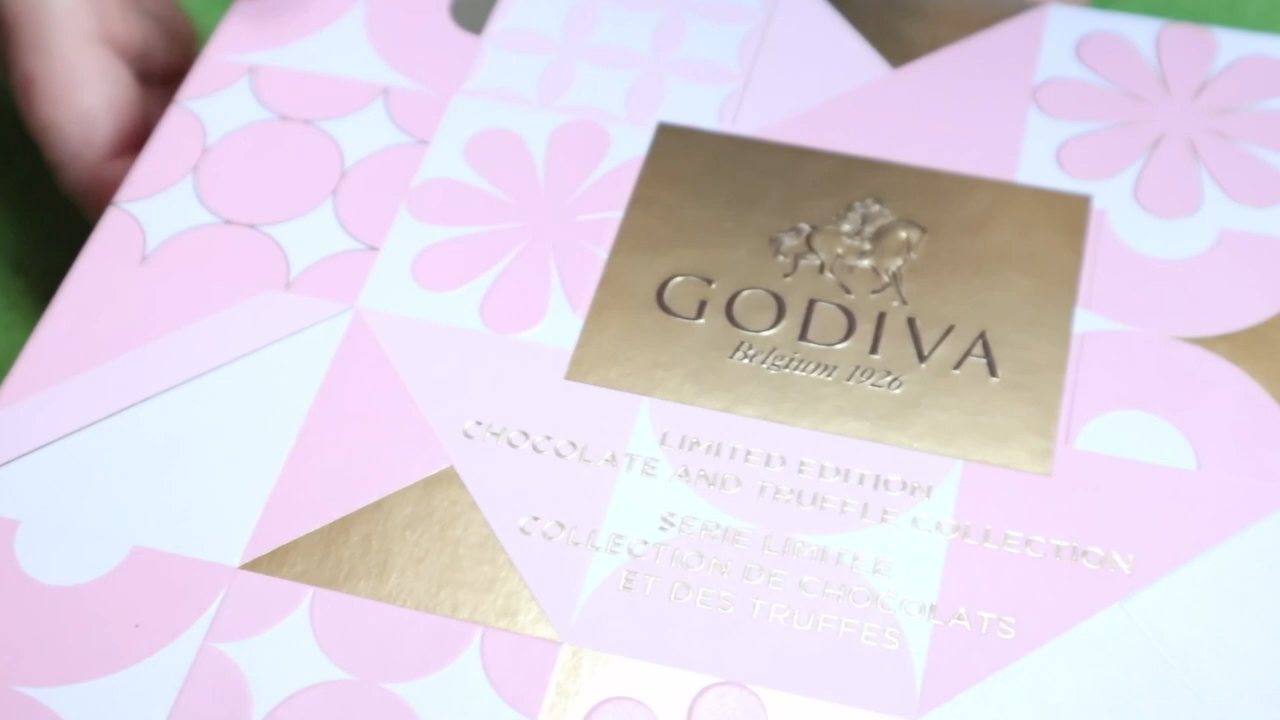 GODIVA
Belgium 1926
LIMITED EDITION
CHOCOLATE AND TRUFFLE COLLECTION
SÉRIE LIMITÉE
COLLECTION DE CHOCOLATS
ET DES TRUFFES